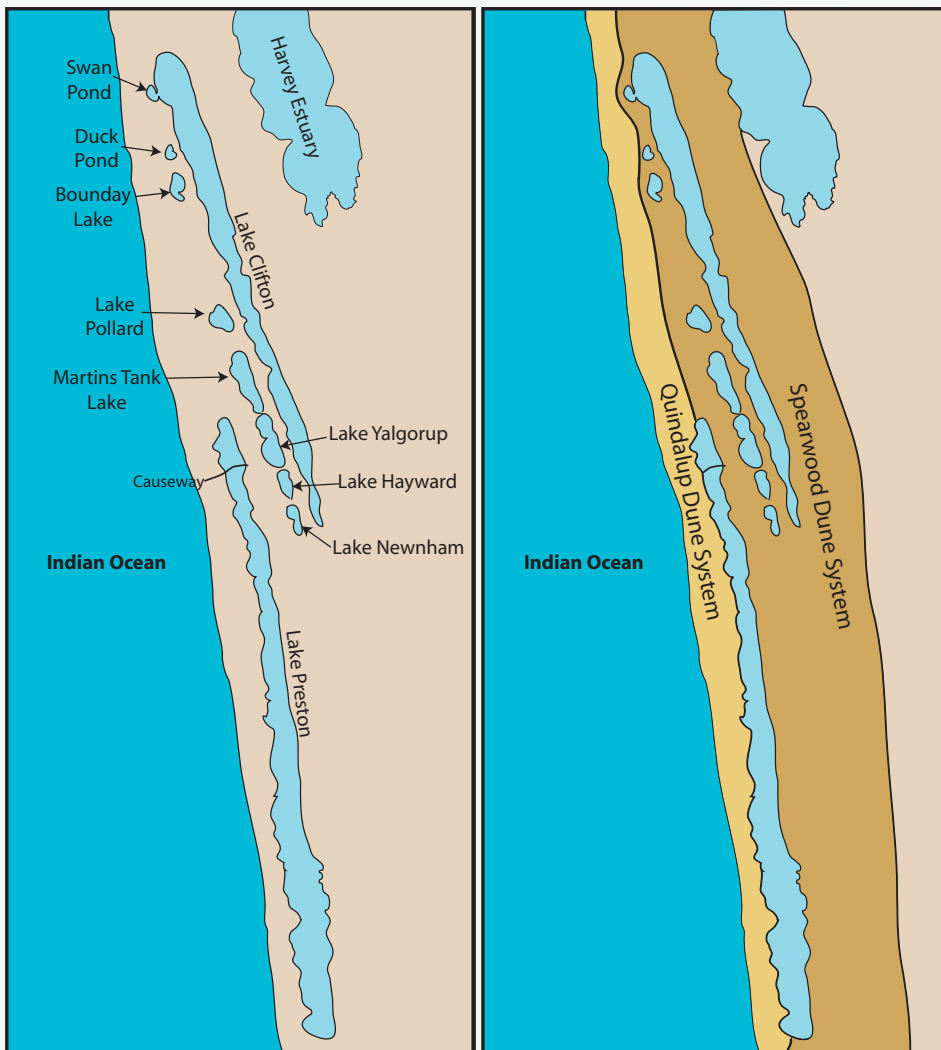 Swan
Pond
Harvey Estuary
Duck
Pond
Bounday
Lake
Lake Clifton
Lake
Pollard
Martins Tank
Lake
Lake Yalgorup
Causeway
Lake Hayward
Lake Newnham
Indian Ocean
Lake Preston
Quindalup Dune System
Spearwood Dune System
Indian Ocean